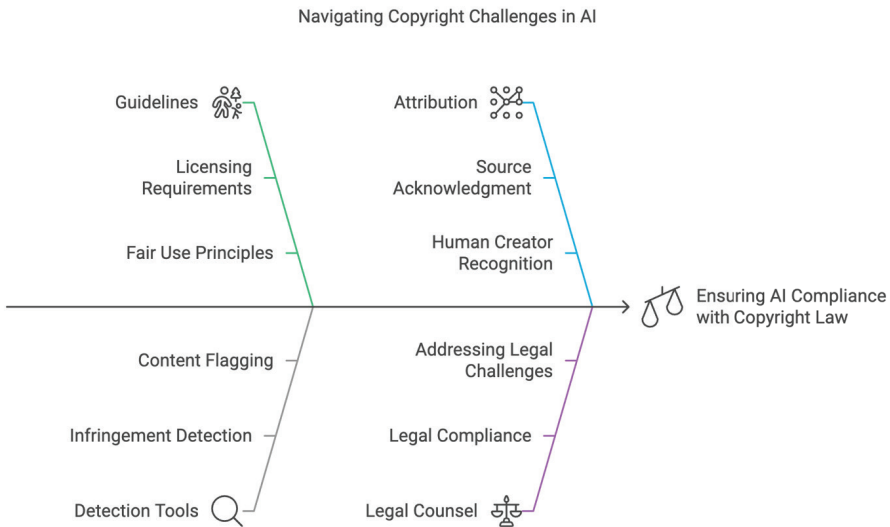 Navigating Copyright Challenges in AI
Guidelines
Licensing
Requirements
Fair Use Principles
Attribution
Source
Acknowledgment
Human Creator
Recognition
Ensuring AI Compliance
with Copyright Law
Content Flagging
Infringement Detection
Detection Tools
Addressing Legal
Challenges
Legal Compliance
Legal Counsel